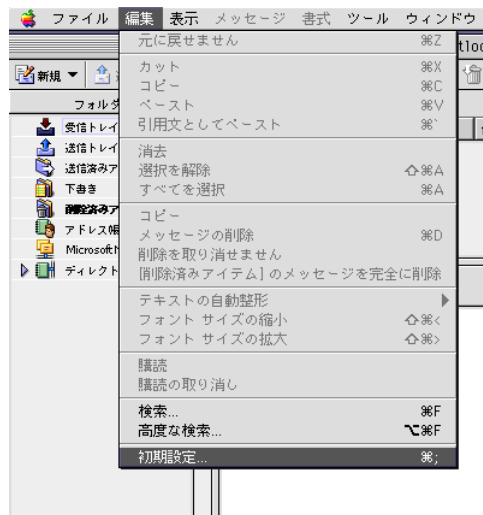 ファイル 編集 表示 メッセージ 書式 ツール ウィンドウ
元に戻せません ⌘Z
カット ⌘X
コピー ⌘C
ペースト ⌘V
引用文としてペースト ⌘`
消去
選択を解除 ⇧⌘A
すべてを選択 ⌘A
コピー
メッセージの削除 ⌘D
削除を取り消せません
[削除済みアイテム] のメッセージを完全に削除
テキストの自動整形
フォント サイズの縮小 ⇧⌘<
フォント サイズの拡大 ⇧⌘>
購読
購読の取り消し
検索... ⌘F
高度な検索... ⌥⌘F
初期設定... ⌘;
新規
フォルダ
受信トレイ
送信トレイ
送信済みア
下書き
削除済みア
アドレス帳
Microsoft
ディレクト